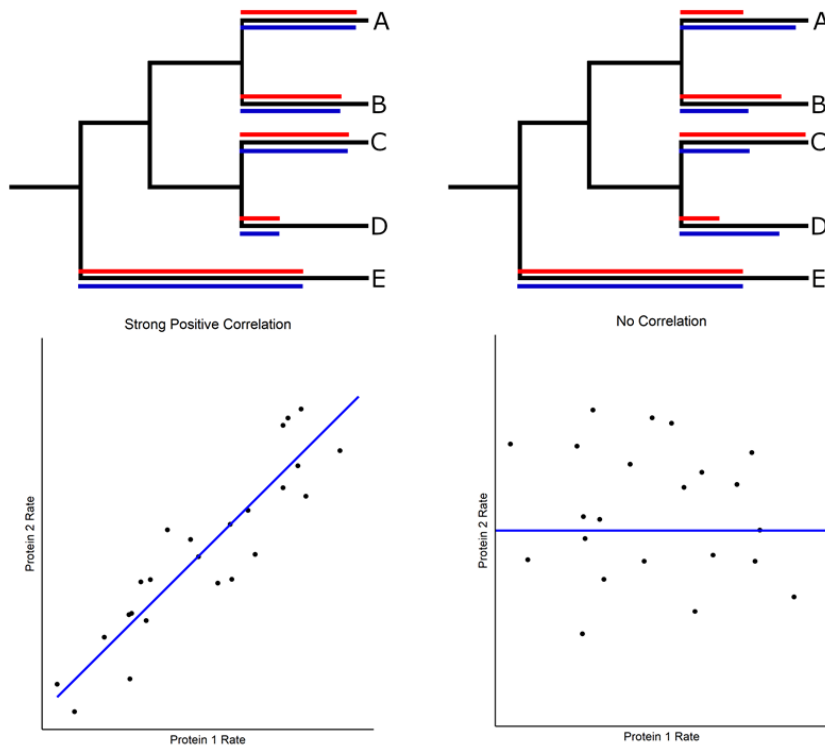 A
B
C
D
E
A
B
C
D
E
Strong Positive Correlation
Protein 2 Rate
Protein 1 Rate
No Correlation
Protein 2 Rate
Protein 1 Rate